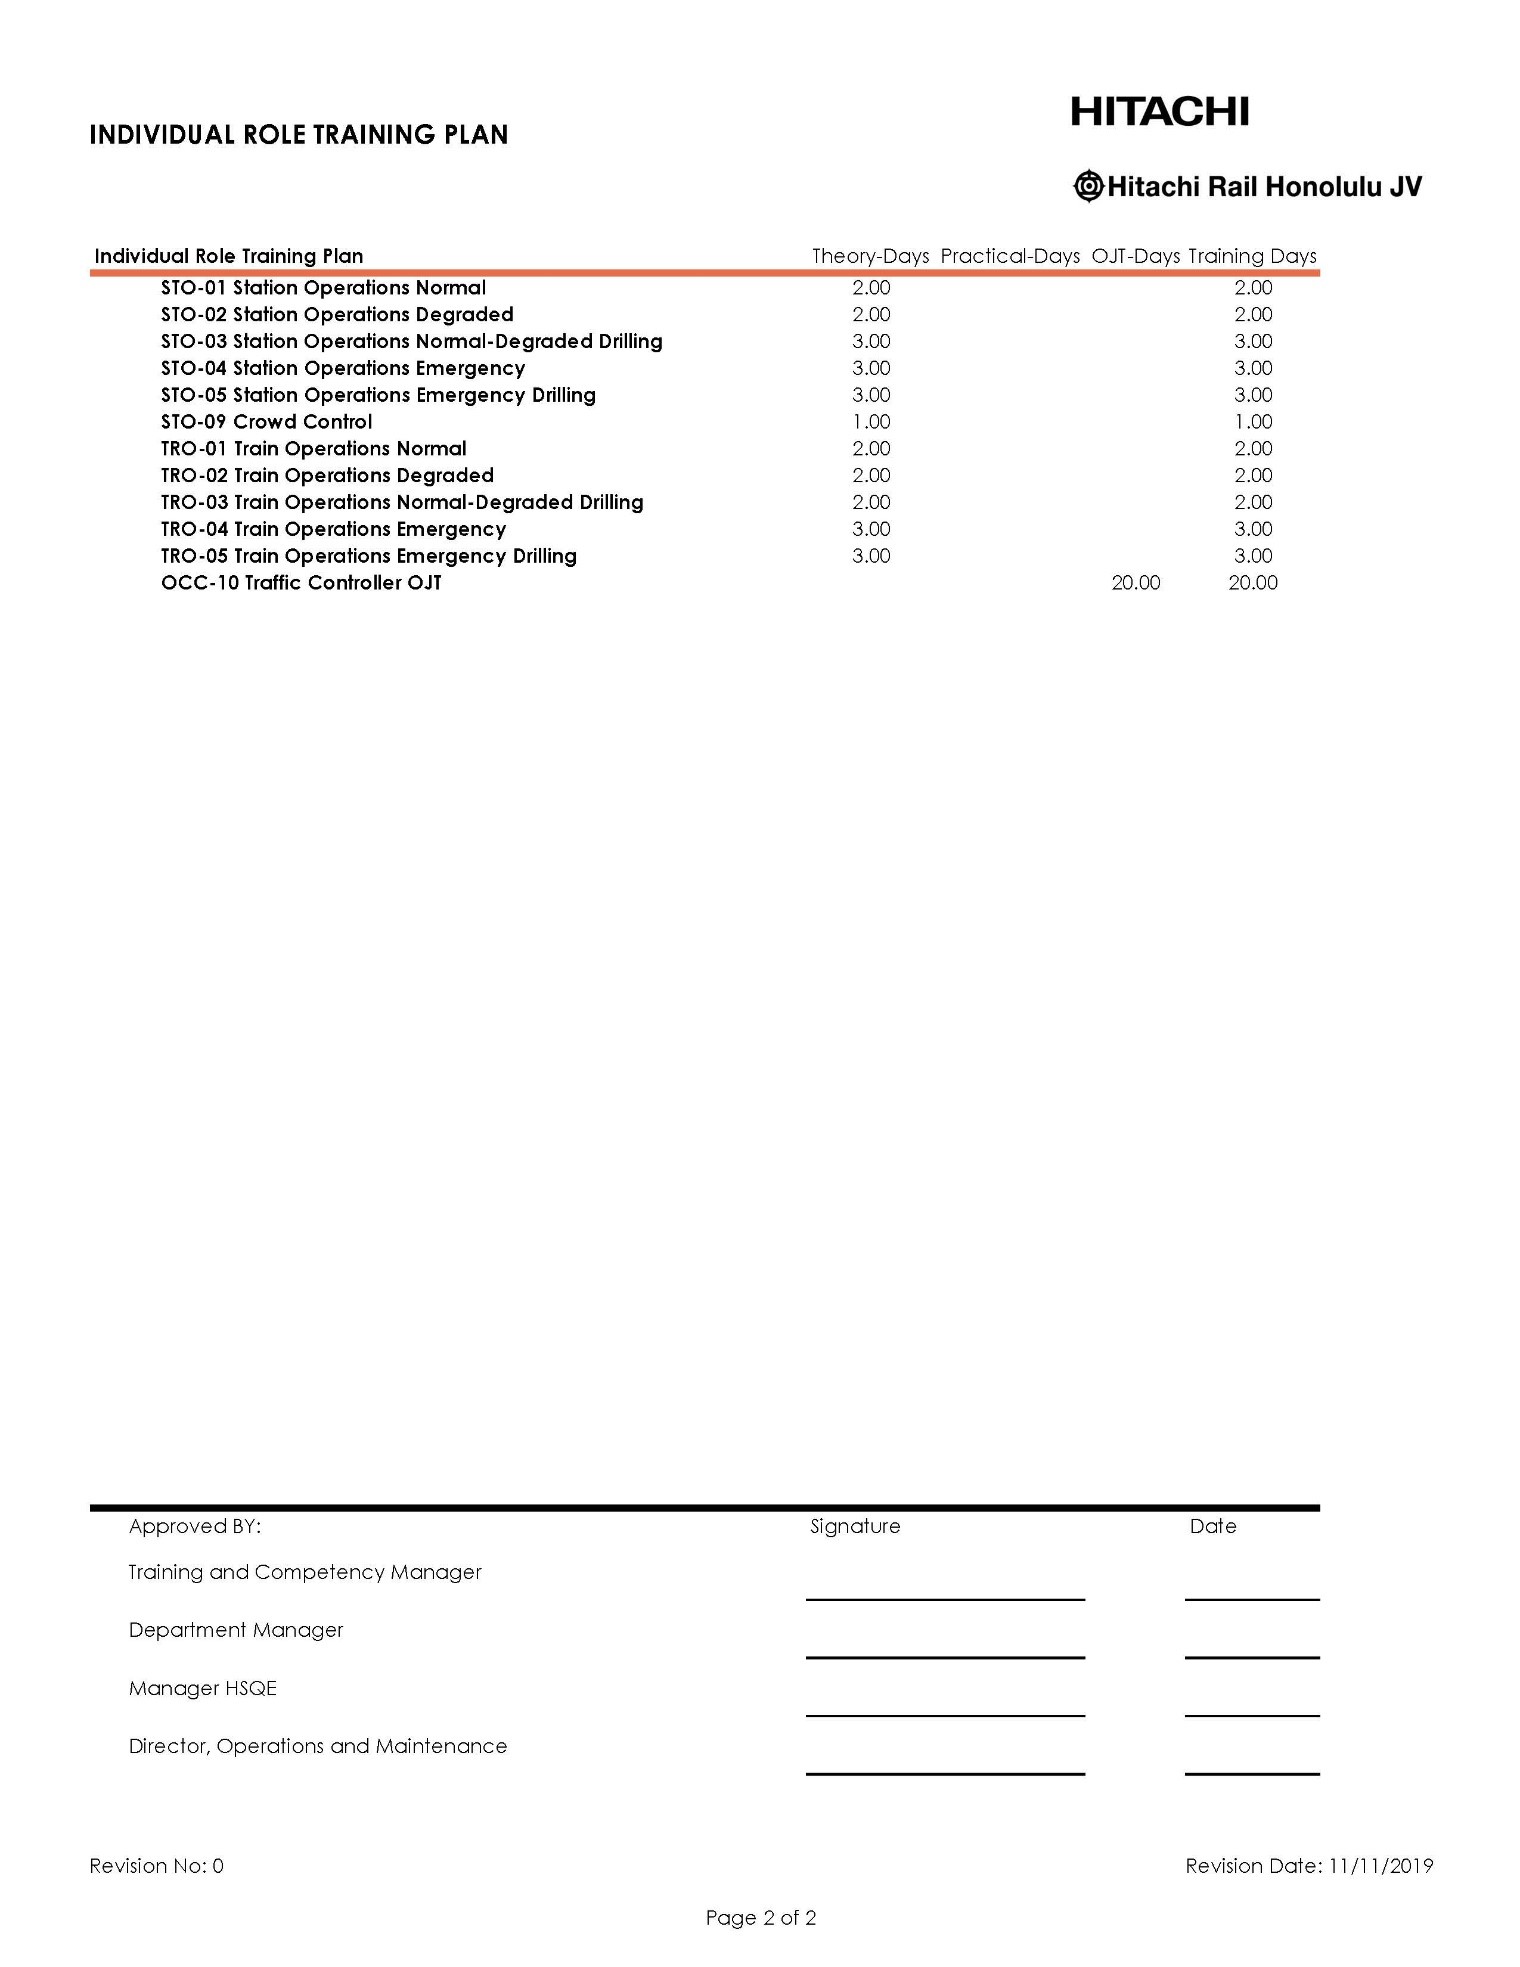 HITACHI
INDIVIDUAL ROLE TRAINING PLAN
Hitachi Rail Honolulu JV
Individual Role Training Plan Theory-Days Practical-Days OJT-Days Training Days
STO-01 Station Operations Normal 2.00 2.00
STO-02 Station Operations Degraded 2.00 2.00
STO-03 Station Operations Normal-Degraded Drilling 3.00 3.00
STO-04 Station Operations Emergency 3.00 3.00
STO-05 Station Operations Emergency Drilling 3.00 3.00
STO-09 Crowd Control 1.00 1.00
TRO-01 Train Operations Normal 2.00 2.00
TRO-02 Train Operations Degraded 2.00 2.00
TRO-03 Train Operations Normal-Degraded Drilling 2.00 2.00
TRO-04 Train Operations Emergency 3.00 3.00
TRO-05 Train Operations Emergency Drilling 3.00 3.00
OCC-10 Traffic Controller OJT 20.00 20.00
Approved BY: Signature Date
Training and Competency Manager
Department Manager
Manager HSQE
Director, Operations and Maintenance
Revision No: 0 Revision Date: 11/11/2019
Page 2 of 2